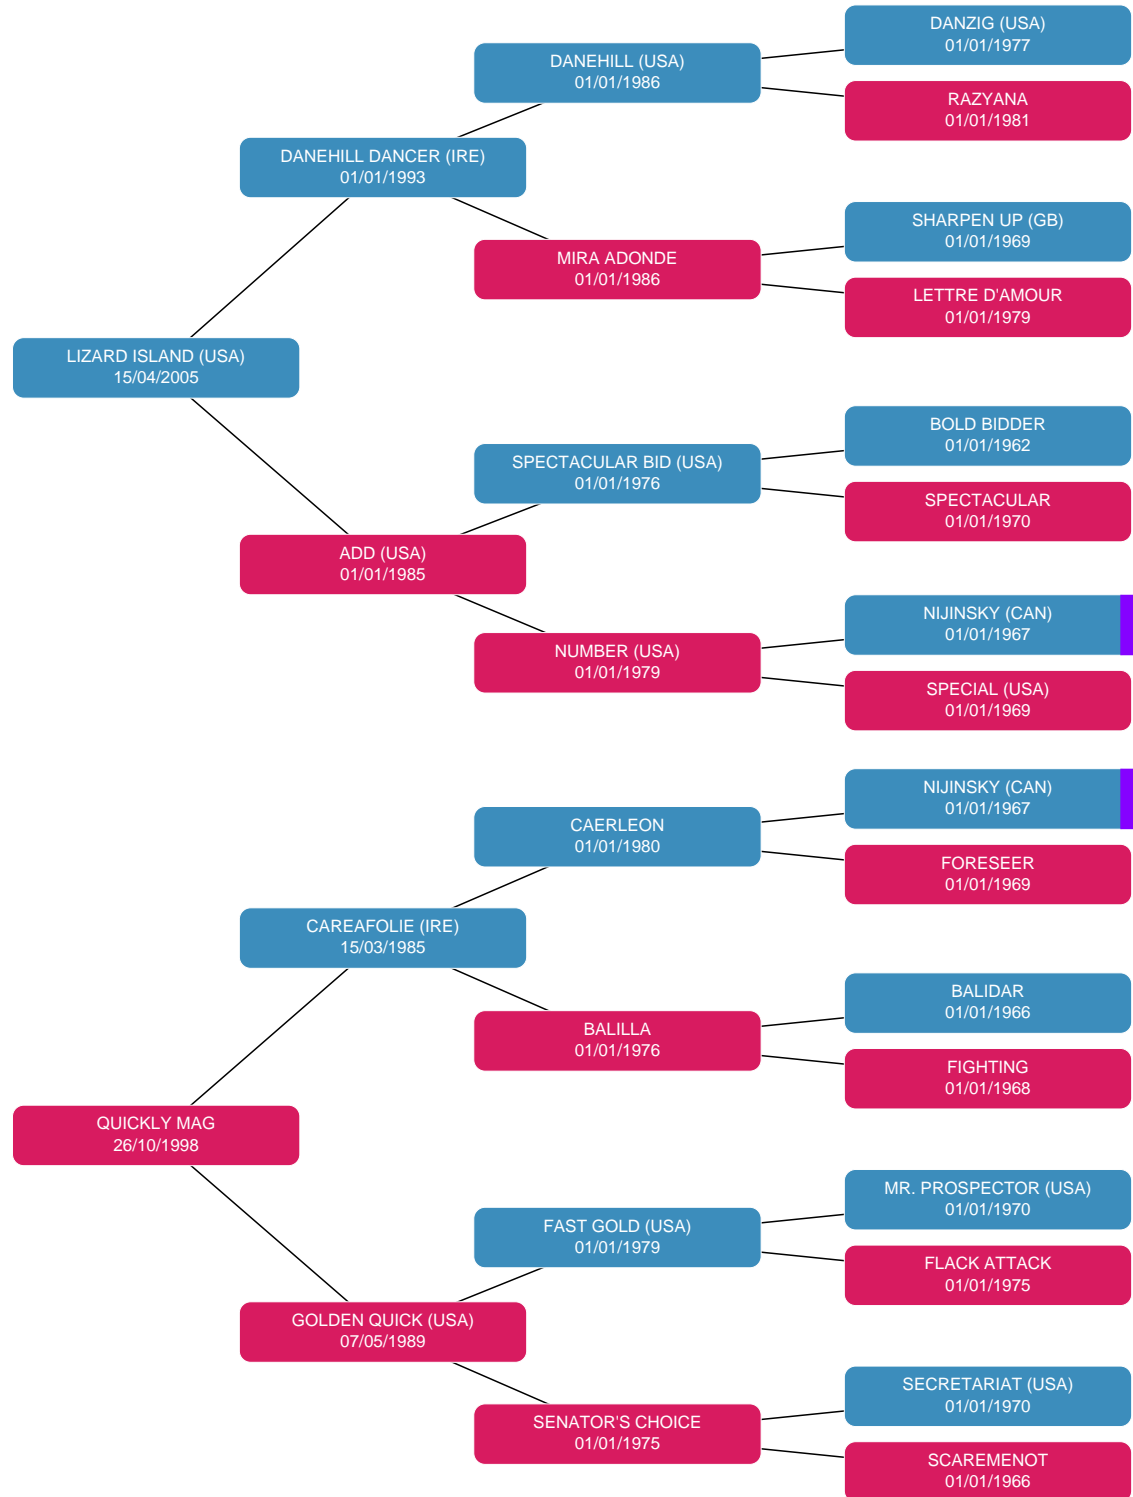 DANZIG (USA)
01/01/1977
DANEHILL (USA)
01/01/1986
RAZYANA
01/01/1981
DANEHILL DANCER (IRE)
01/01/1993
SHARPEN UP (GB)
01/01/1969
MIRA ADONDE
01/01/1986
LETTRE D'AMOUR
01/01/1979
LIZARD ISLAND (USA)
15/04/2005
BOLD BIDDER
01/01/1962
SPECTACULAR BID (USA)
01/01/1976
SPECTACULAR
01/01/1970
ADD (USA)
01/01/1985
NIJINSKY (CAN)
01/01/1967
NUMBER (USA)
01/01/1979
SPECIAL (USA)
01/01/1969
NIJINSKY (CAN)
01/01/1967
CAERLEON
01/01/1980
FORESEER
01/01/1969
CAREAFOLIE (IRE)
15/03/1985
BALIDAR
01/01/1966
BALILLA
01/01/1976
FIGHTING
01/01/1968
QUICKLY MAG
26/10/1998
MR. PROSPECTOR (USA)
01/01/1970
FAST GOLD (USA)
01/01/1979
FLACK ATTACK
01/01/1975
GOLDEN QUICK (USA)
07/05/1989
SECRETARIAT (USA)
01/01/1970
SENATOR'S CHOICE
01/01/1975
SCAREMENOT
01/01/1966